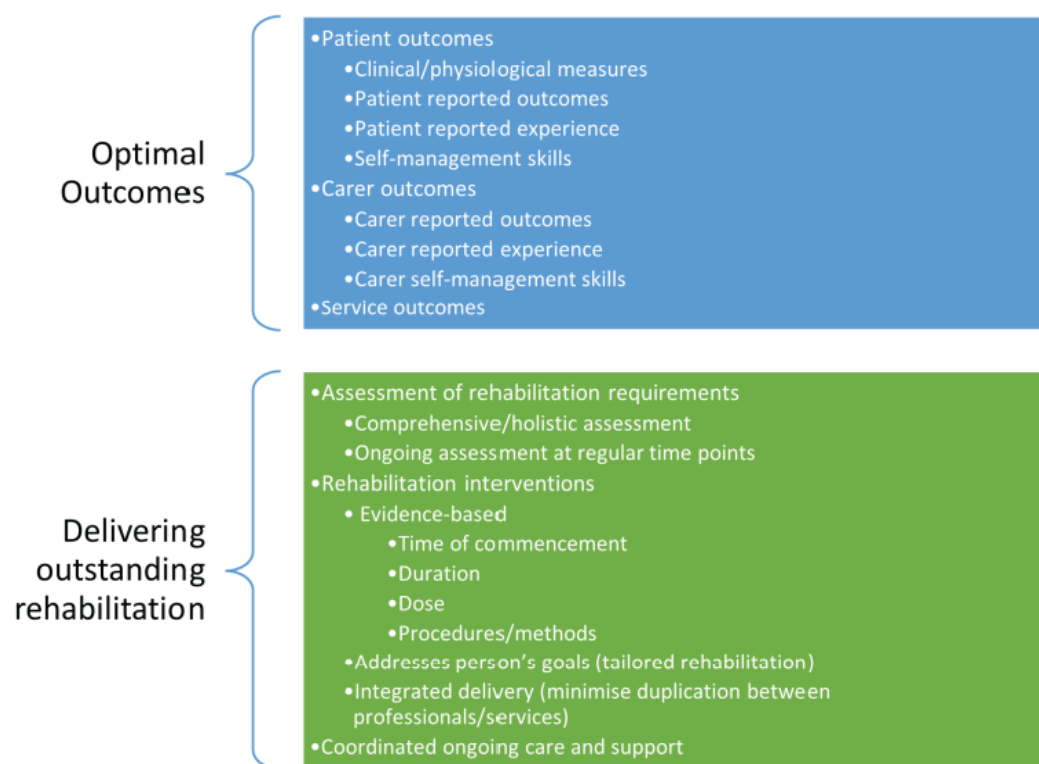 Optimal
Outcomes
•Patient outcomes
•Clinical/physiological measures
•Patient reported outcomes
•Patient reported experience
•Self-management skills
•Carer outcomes
•Carer reported outcomes
•Carer reported experience
•Carer self-management skills
•Service outcomes
Delivering
outstanding
rehabilitation
•Assessment of rehabilitation requirements
•Comprehensive/holistic assessment
•Ongoing assessment at regular time points
•Rehabilitation interventions
• Evidence-based
•Time of commencement
•Duration
•Dose
•Procedures/methods
•Addresses person's goals (tailored rehabilitation)
•Integrated delivery (minimise duplication between
professionals/services)
•Coordinated ongoing care and support